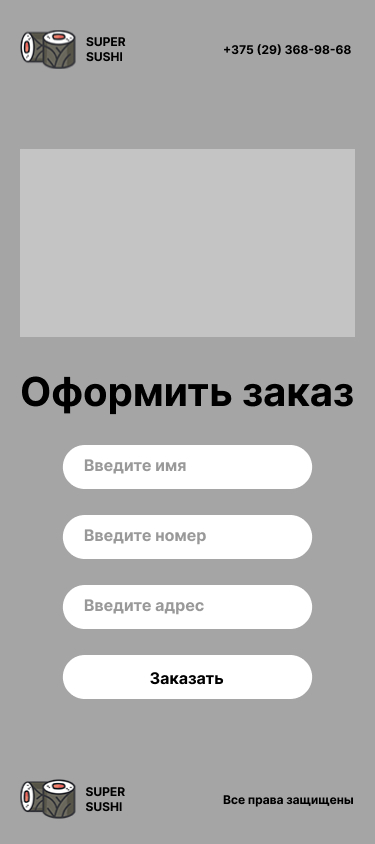 SUPER
SUSHI
+375 (29) 368-98-68
Оформить заказ
Введите имя
Введите номер
Введите адрес
Заказать
SUPER
SUSHI
Все права защищены